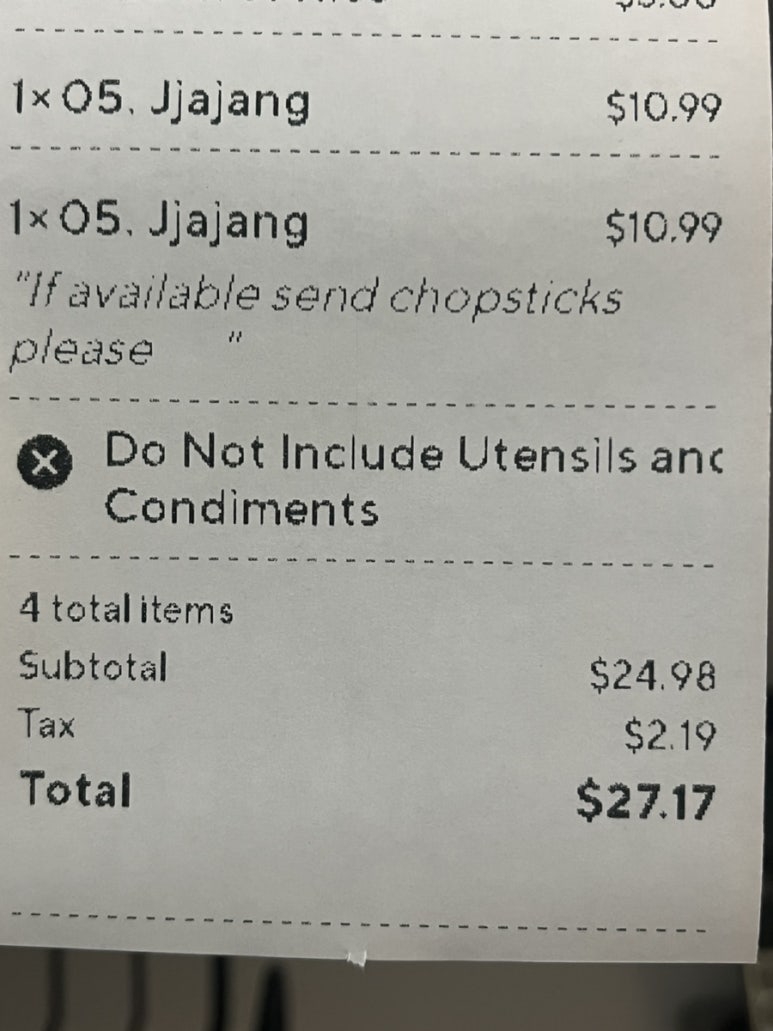 1× 05. Jjajang $10.99
1× 05. Jjajang $10.99
"If available send chopsticks
please "
Do Not Include Utensils and
Condiments
4 total items
Subtotal $24.98
Tax $2.19
Total $27.17